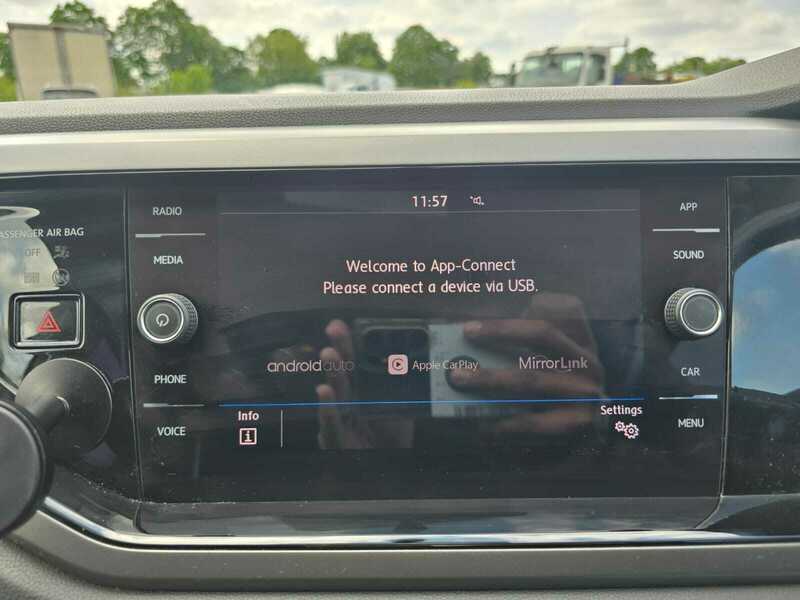 11:57
RADIO
APP
ASSENGER AIR BAG
OFF
MEDIA
SOUND
Welcome to App-Connect
Please connect a device via USB.
androidauto
Apple CarPlay
MirrorLink
PHONE
CAR
Info
Settings
VOICE
MENU